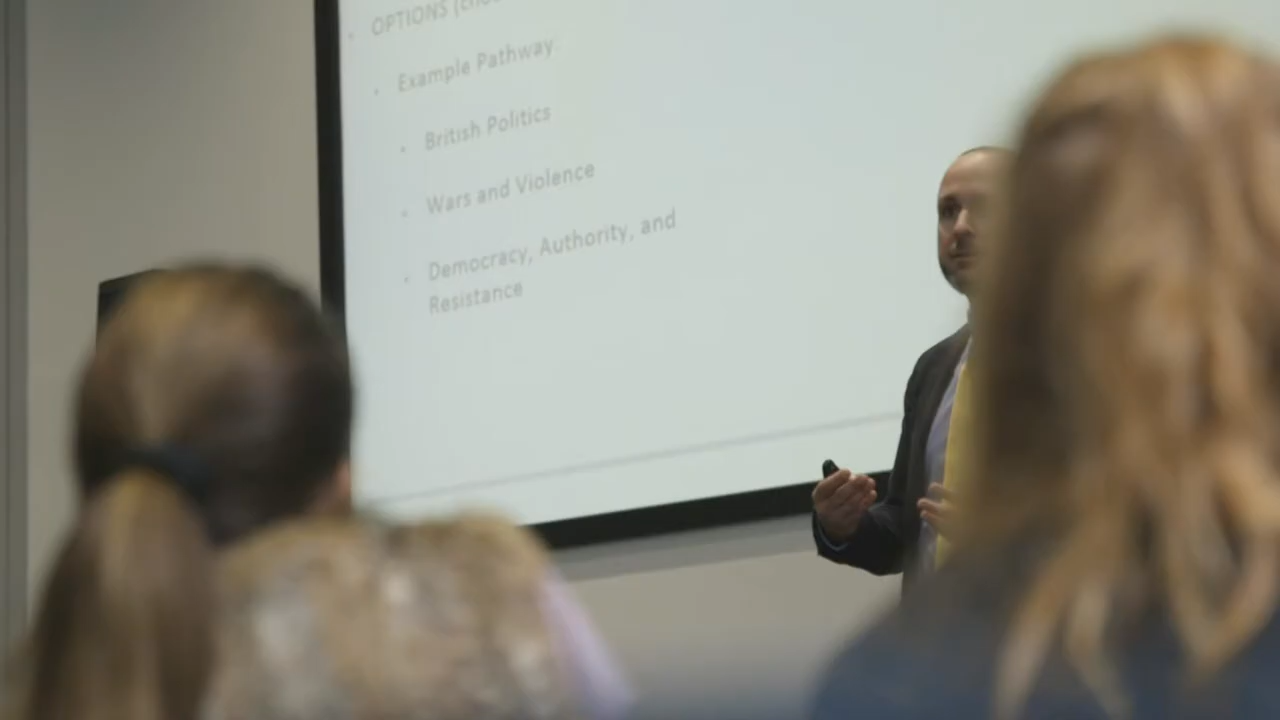 OPTIONS
Example Pathway
British Politics
Wars and Violence
Democracy, Authority, and
Resistance